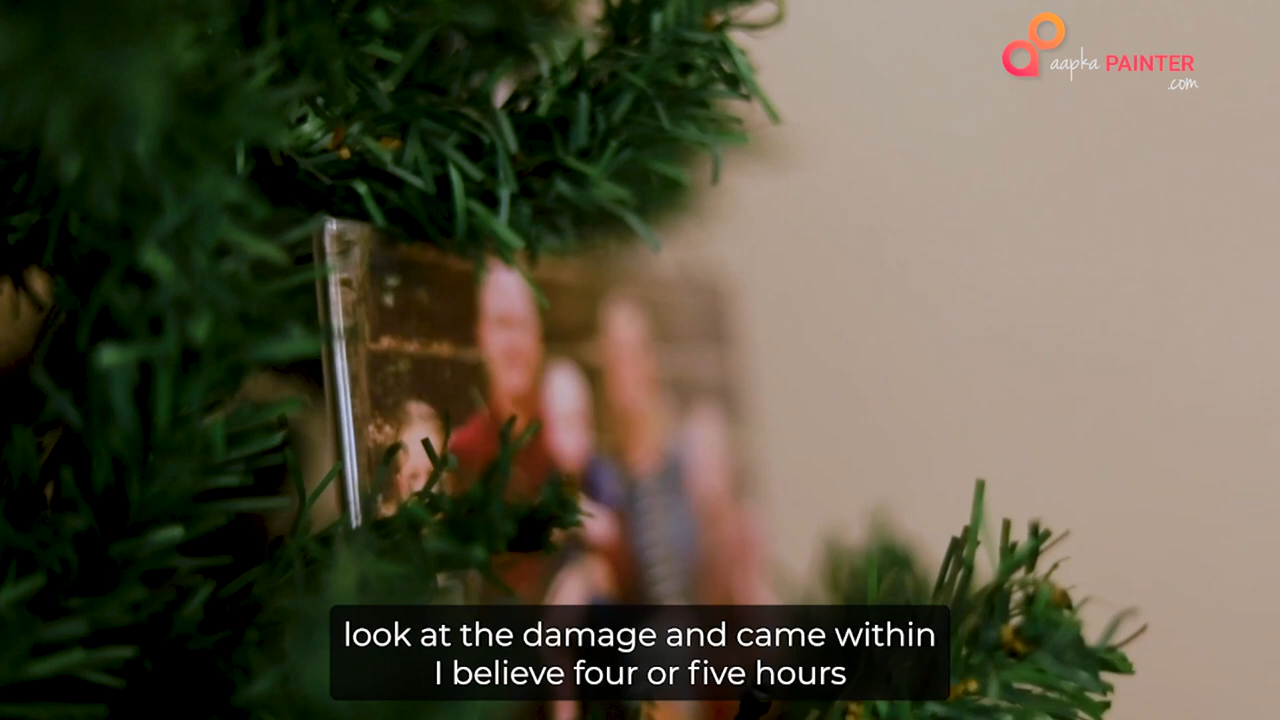 aapka PAINTER
.com
look at the damage and came within
I believe four or five hours